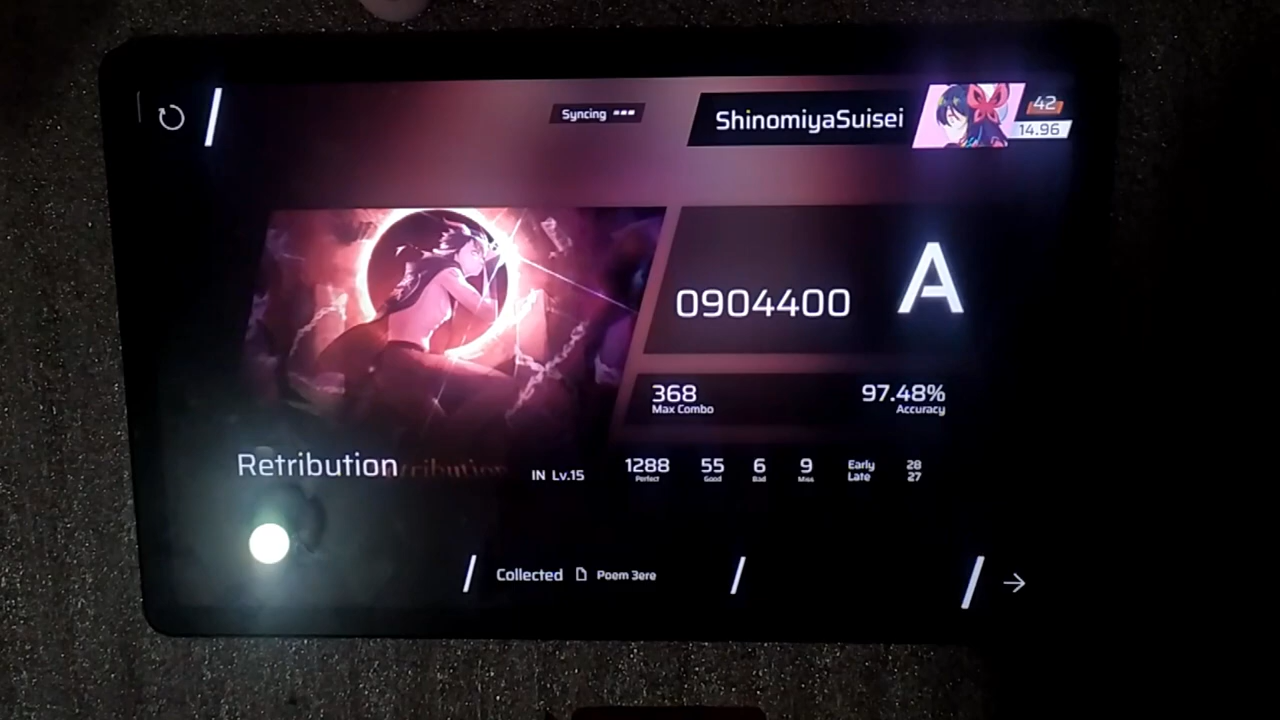 Syncing
ShinomiyaSuisei
42
14.96
0904400
A
368
Max Combo
97.48%
Accuracy
Retribution
IN Lv.15
1288
Perfect
55
Good
6
Bad
9
Miss
Early 28
Late 27
Collected Poem 3ere